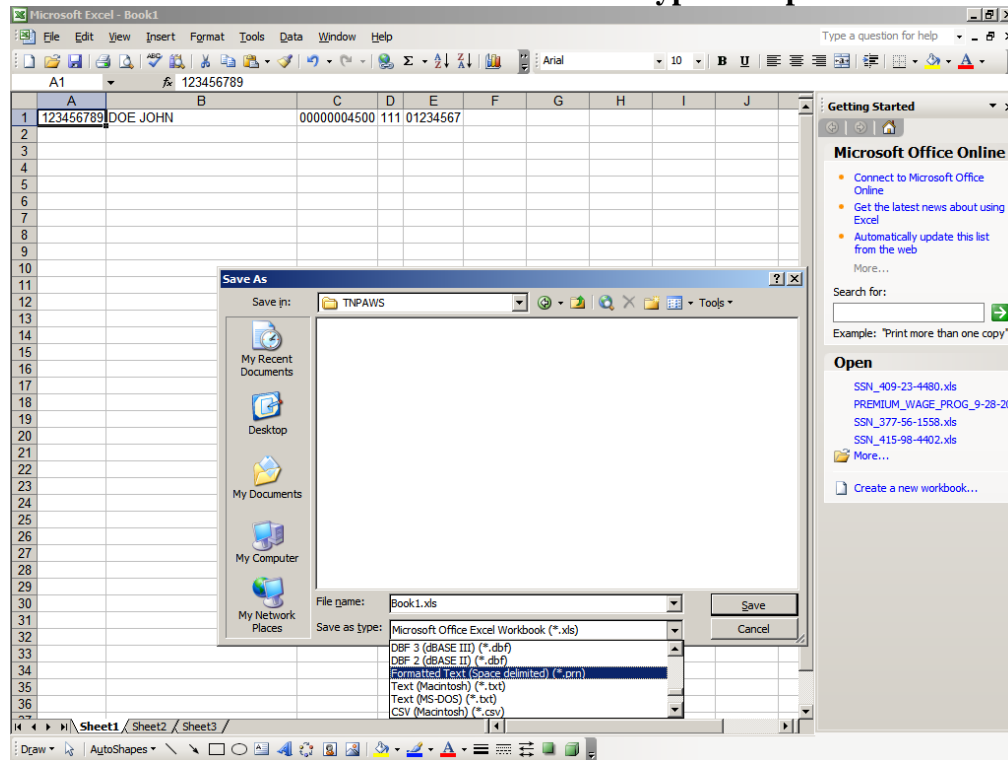 Microsoft Excel - Book1
File Edit View Insert Format Tools Data Window Help
Type a question for help
Arial 10 B U
A1 fx 123456789
A B C D E F G H I J
1 123456789 DOE JOHN 00000004500 111 01234567
2
3
4
5
6
7
8
9
10
11
12
13
14
15
16
17
18
19
20
21
22
23
24
25
26
27
28
29
30
31
32
33
34
35
36
37
Save As
Save in: TNPAWS Tools
My Recent
Documents
Desktop
My Documents
My Computer
My Network
Places
File name: Book1.xls Save
Save as type: Microsoft Office Excel Workbook (*.xls) Cancel
DBF 3 (dBASE III) (*.dbf)
DBF 2 (dBASE II) (*.dbf)
Formatted Text (Space delimited) (*.prn)
Text (Macintosh) (*.txt)
Text (MS-DOS) (*.txt)
CSV (Macintosh) (*.csv)
Getting Started
Microsoft Office Online
Connect to Microsoft Office
Online
Get the latest news about using
Excel
Automatically update this list
from the web
More...
Search for:
Example: "Print more than one copy"
Open
SSN_409-23-4480.xls
PREMIUM_WAGE_PROG_9-28-20
SSN_377-56-1558.xls
SSN_415-98-4402.xls
More...
Create a new workbook...
Sheet1 Sheet2 Sheet3
Draw AutoShapes